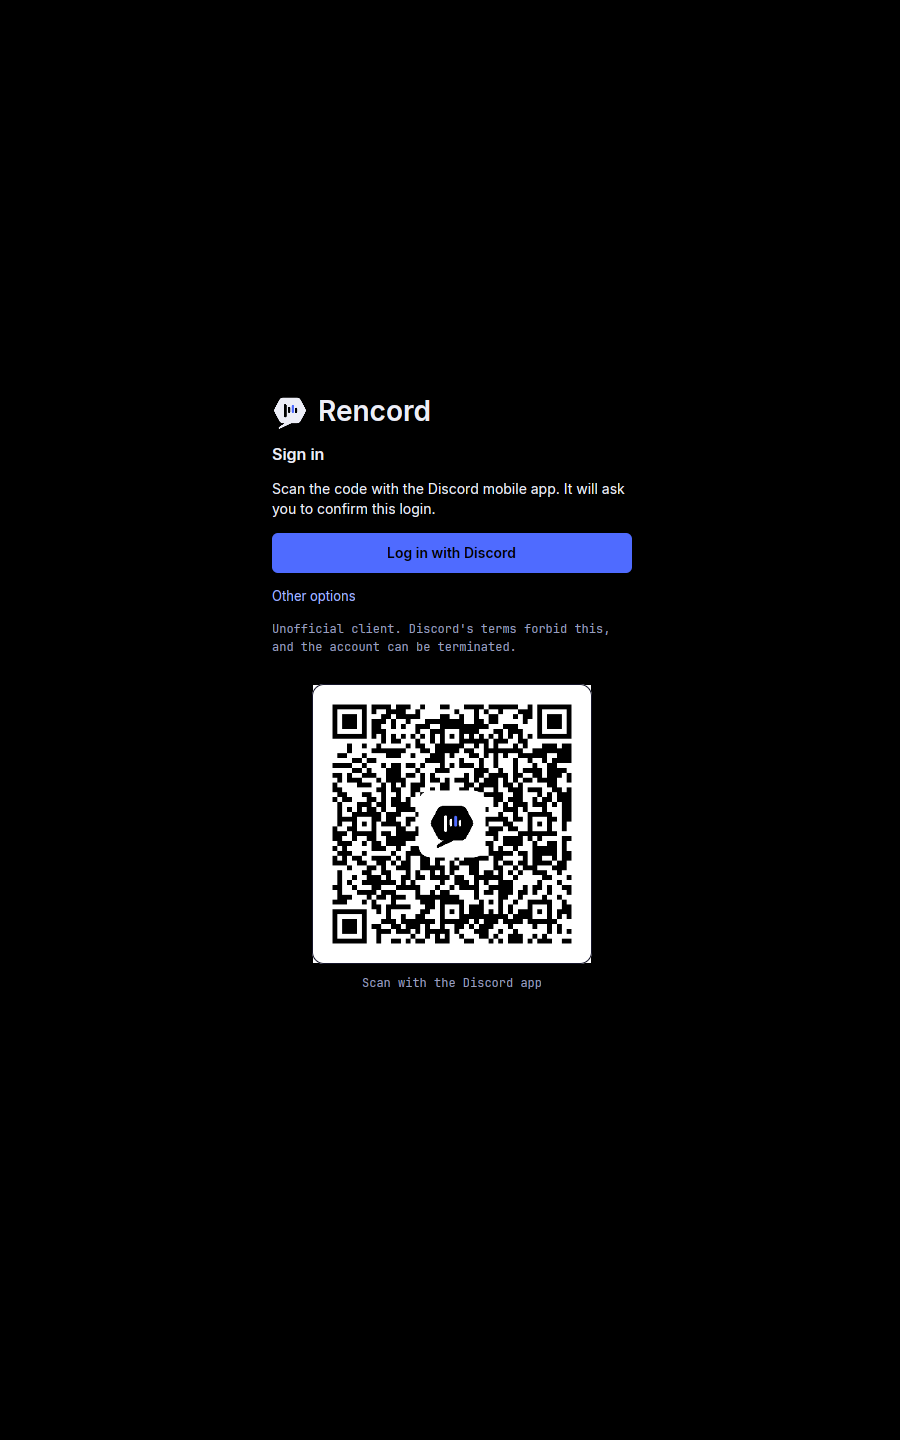 Rencord
Sign in
Scan the code with the Discord mobile app. It will ask
you to confirm this login.
Log in with Discord
Other options
Unofficial client. Discord's terms forbid this,
and the account can be terminated.
Scan with the Discord app